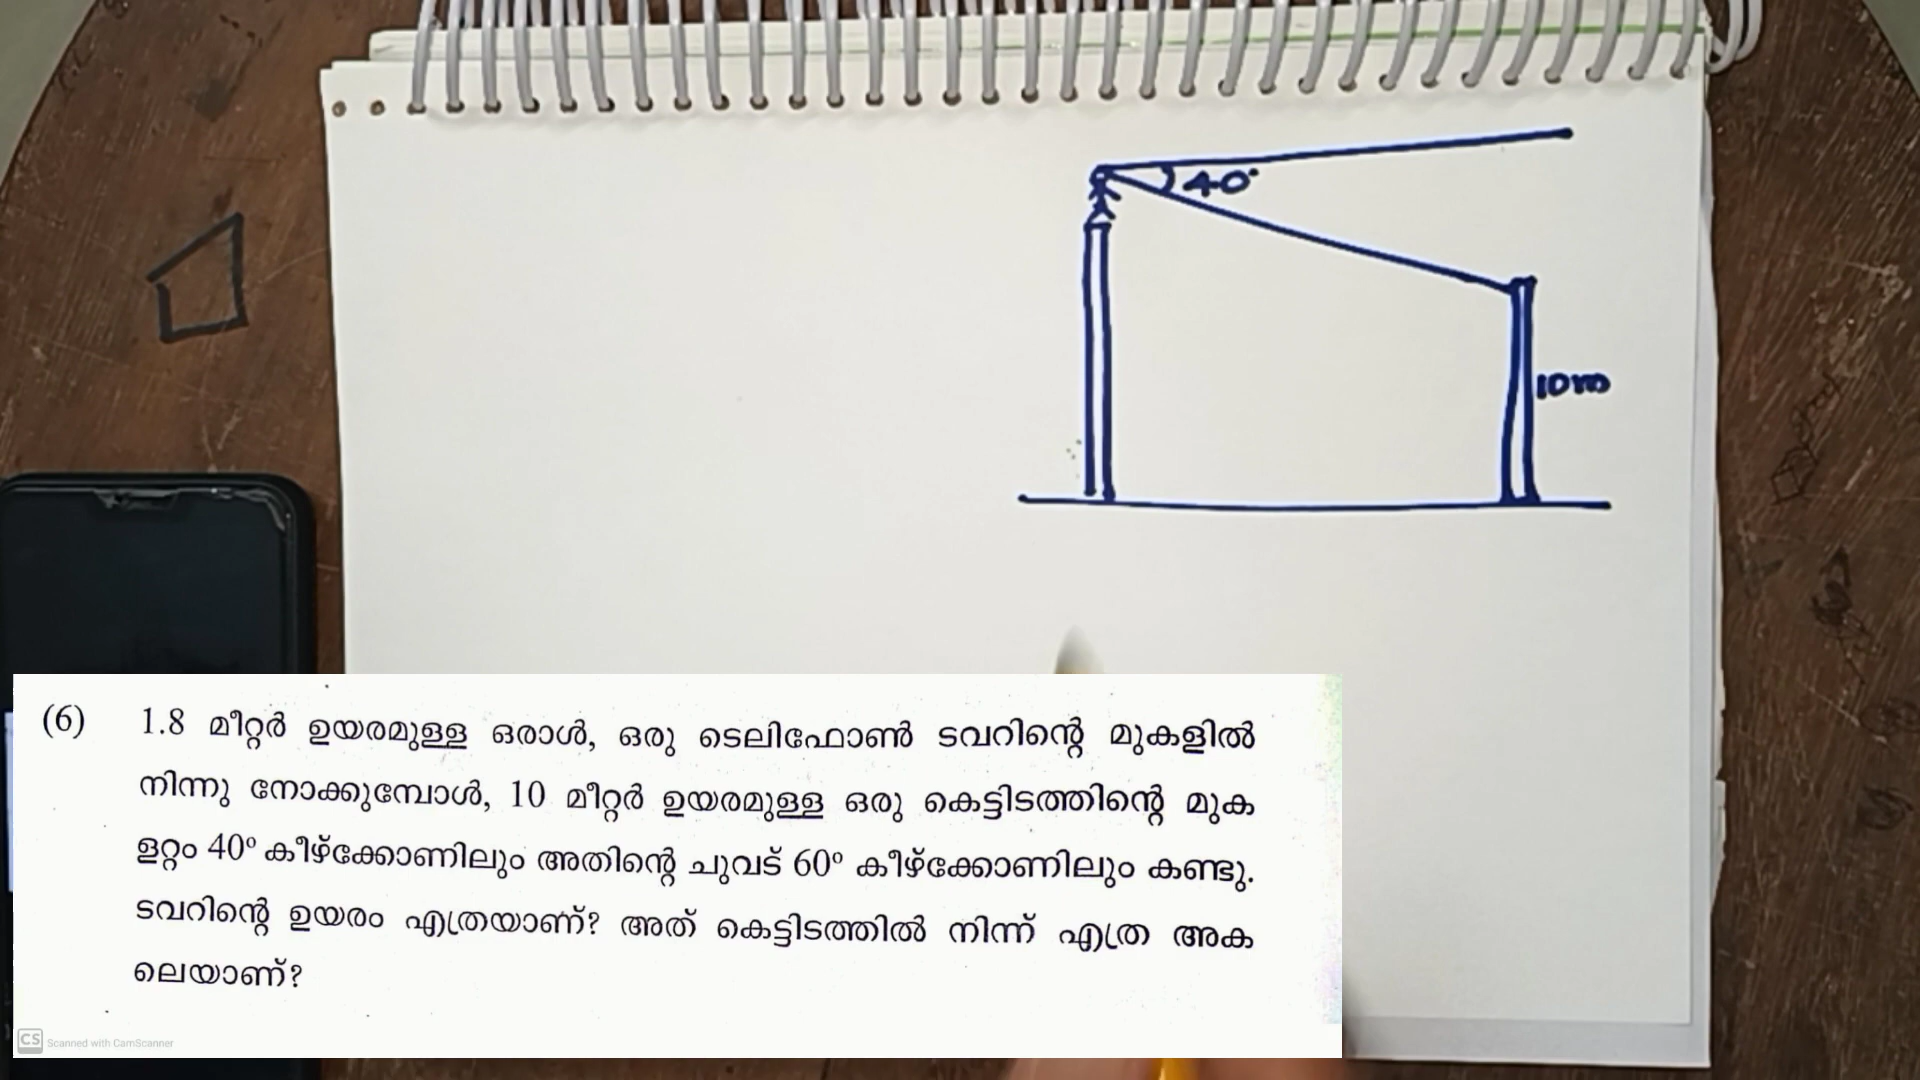 40°
10m
(6) 1.8 മീറ്റർ ഉയരമുള്ള ഒരാൾ, ഒരു ടെലിഫോൺ ടവറിന്റെ മുകളിൽ
നിന്നു നോക്കുമ്പോൾ, 10 മീറ്റർ ഉയരമുള്ള ഒരു കെട്ടിടത്തിന്റെ മുക
ളറ്റം 40° കീഴ്ക്കോണിലും അതിന്റെ ചുവട് 60° കീഴ്ക്കോണിലും കണ്ടു.
ടവറിന്റെ ഉയരം എത്രയാണ്? അത് കെട്ടിടത്തിൽ നിന്ന് എത്ര അക
ലെയാണ്?
CS Scanned with CamScanner